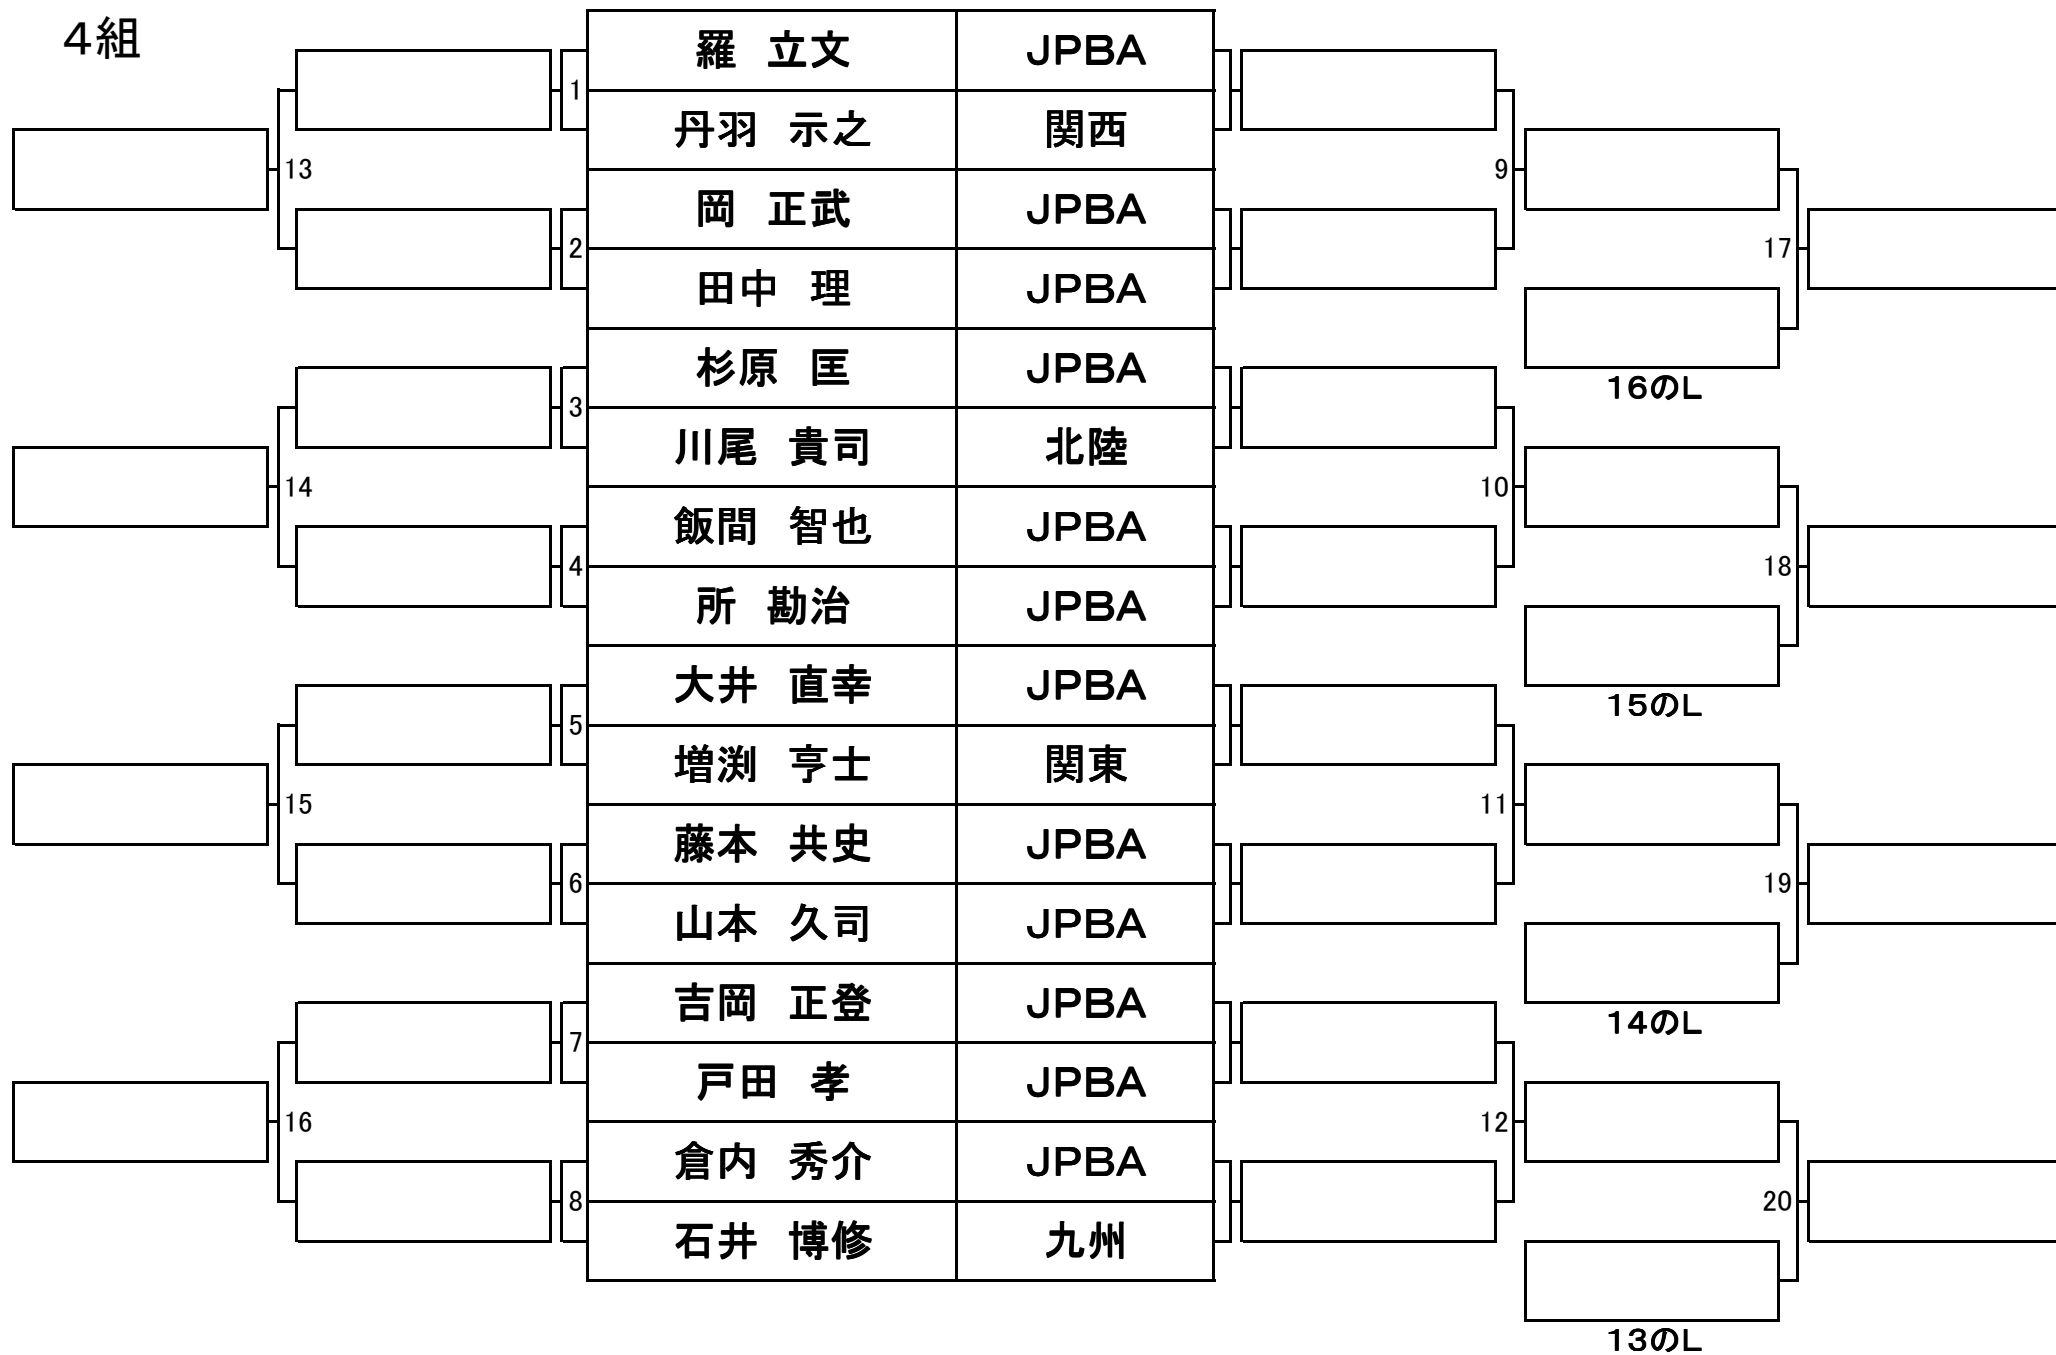 ４組
羅　立文 ＪＰＢＡ
1
丹羽　示之 関西
13
9
岡　正武 ＪＰＢＡ
2
17
田中　理 ＪＰＢＡ
杉原　匡 ＪＰＢＡ
１６のＬ
3
川尾　貴司 北陸
14
10
飯間　智也 ＪＰＢＡ
4
18
所　勘治 ＪＰＢＡ
大井　直幸 ＪＰＢＡ
１５のＬ
5
増渕　亨士 関東
15
11
藤本　共史 ＪＰＢＡ
6
19
山本　久司 ＪＰＢＡ
吉岡　正登 ＪＰＢＡ
１４のＬ
7
戸田　孝 ＪＰＢＡ
16
12
倉内　秀介 ＪＰＢＡ
8
20
石井　博修 九州
１３のＬ